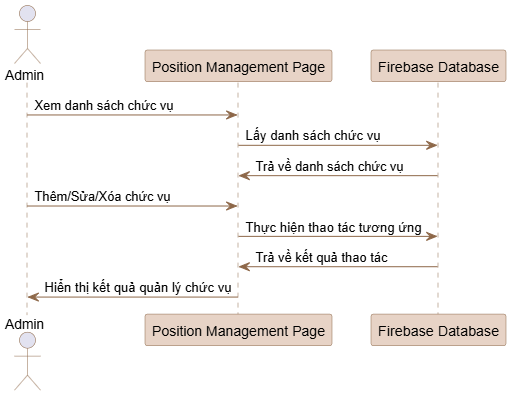 Admin
Position Management Page
Firebase Database
Xem danh sách chức vụ
Lấy danh sách chức vụ
Trả về danh sách chức vụ
Thêm/Sửa/Xóa chức vụ
Thực hiện thao tác tương ứng
Trả về kết quả thao tác
Hiển thị kết quả quản lý chức vụ
Admin
Position Management Page
Firebase Database